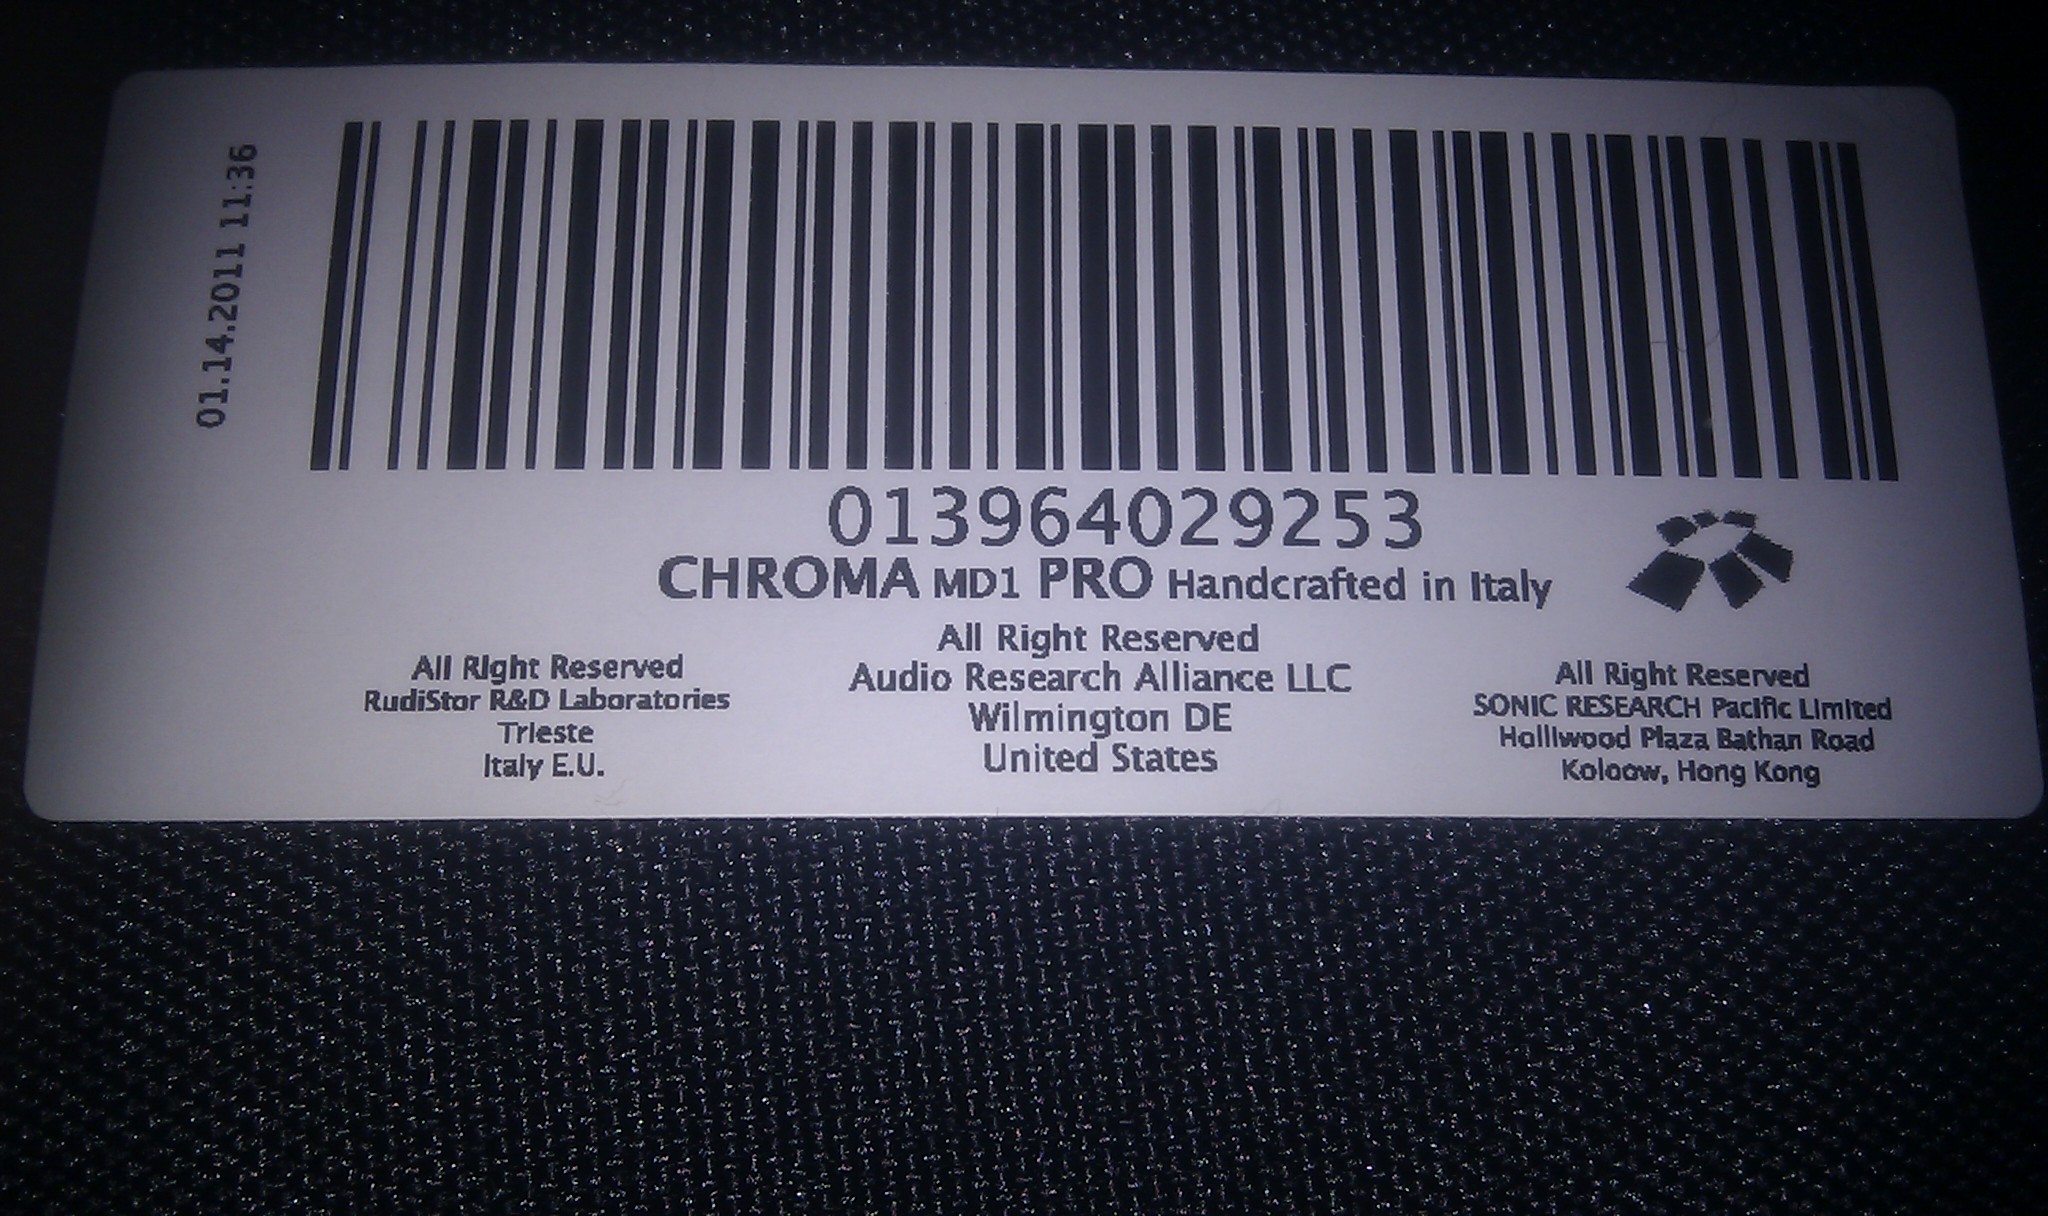 01.14.2011 11:36
013964029253
CHROMA MD1 PRO Handcrafted in Italy
All Right Reserved
RudiStor R&D Laboratories
Trieste
Italy E.U.
All Right Reserved
Audio Research Alliance LLC
Wilmington DE
United States
All Right Reserved
SONIC RESEARCH Pacific Limited
Holliwood Plaza Bathan Road
Koloow, Hong Kong